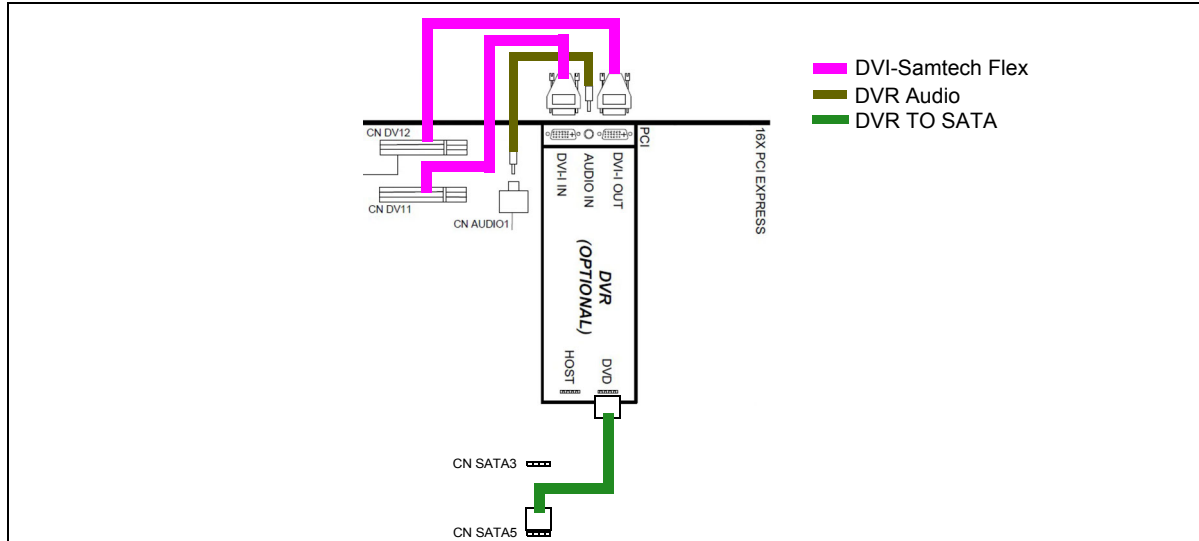 DVI-Samtech Flex
DVR Audio
DVR TO SATA
CN DV12
CN DV11
CN AUDIO1
PCI
16X PCI EXPRESS
DVI-I IN
AUDIO IN
DVI-I OUT
DVR
(OPTIONAL)
HOST
DVD
CN SATA3
CN SATA5